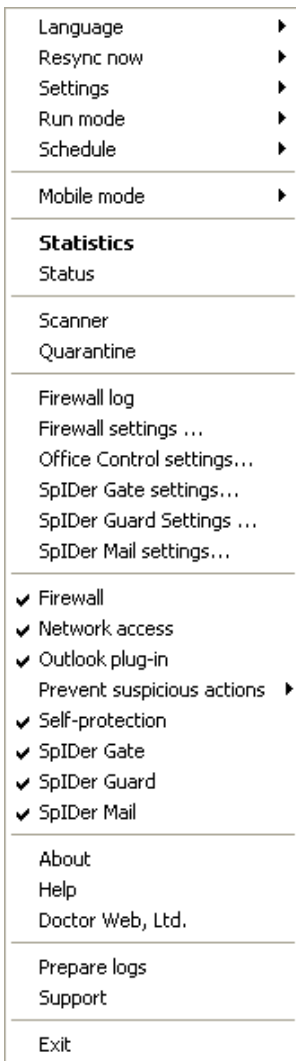 Language
Resync now
Settings
Run mode
Schedule
Mobile mode
Statistics
Status
Scanner
Quarantine
Firewall log
Firewall settings ...
Office Control settings...
SpIDer Gate settings...
SpIDer Guard Settings ...
SpIDer Mail settings...
Firewall
Network access
Outlook plug-in
Prevent suspicious actions
Self-protection
SpIDer Gate
SpIDer Guard
SpIDer Mail
About
Help
Doctor Web, Ltd.
Prepare logs
Support
Exit